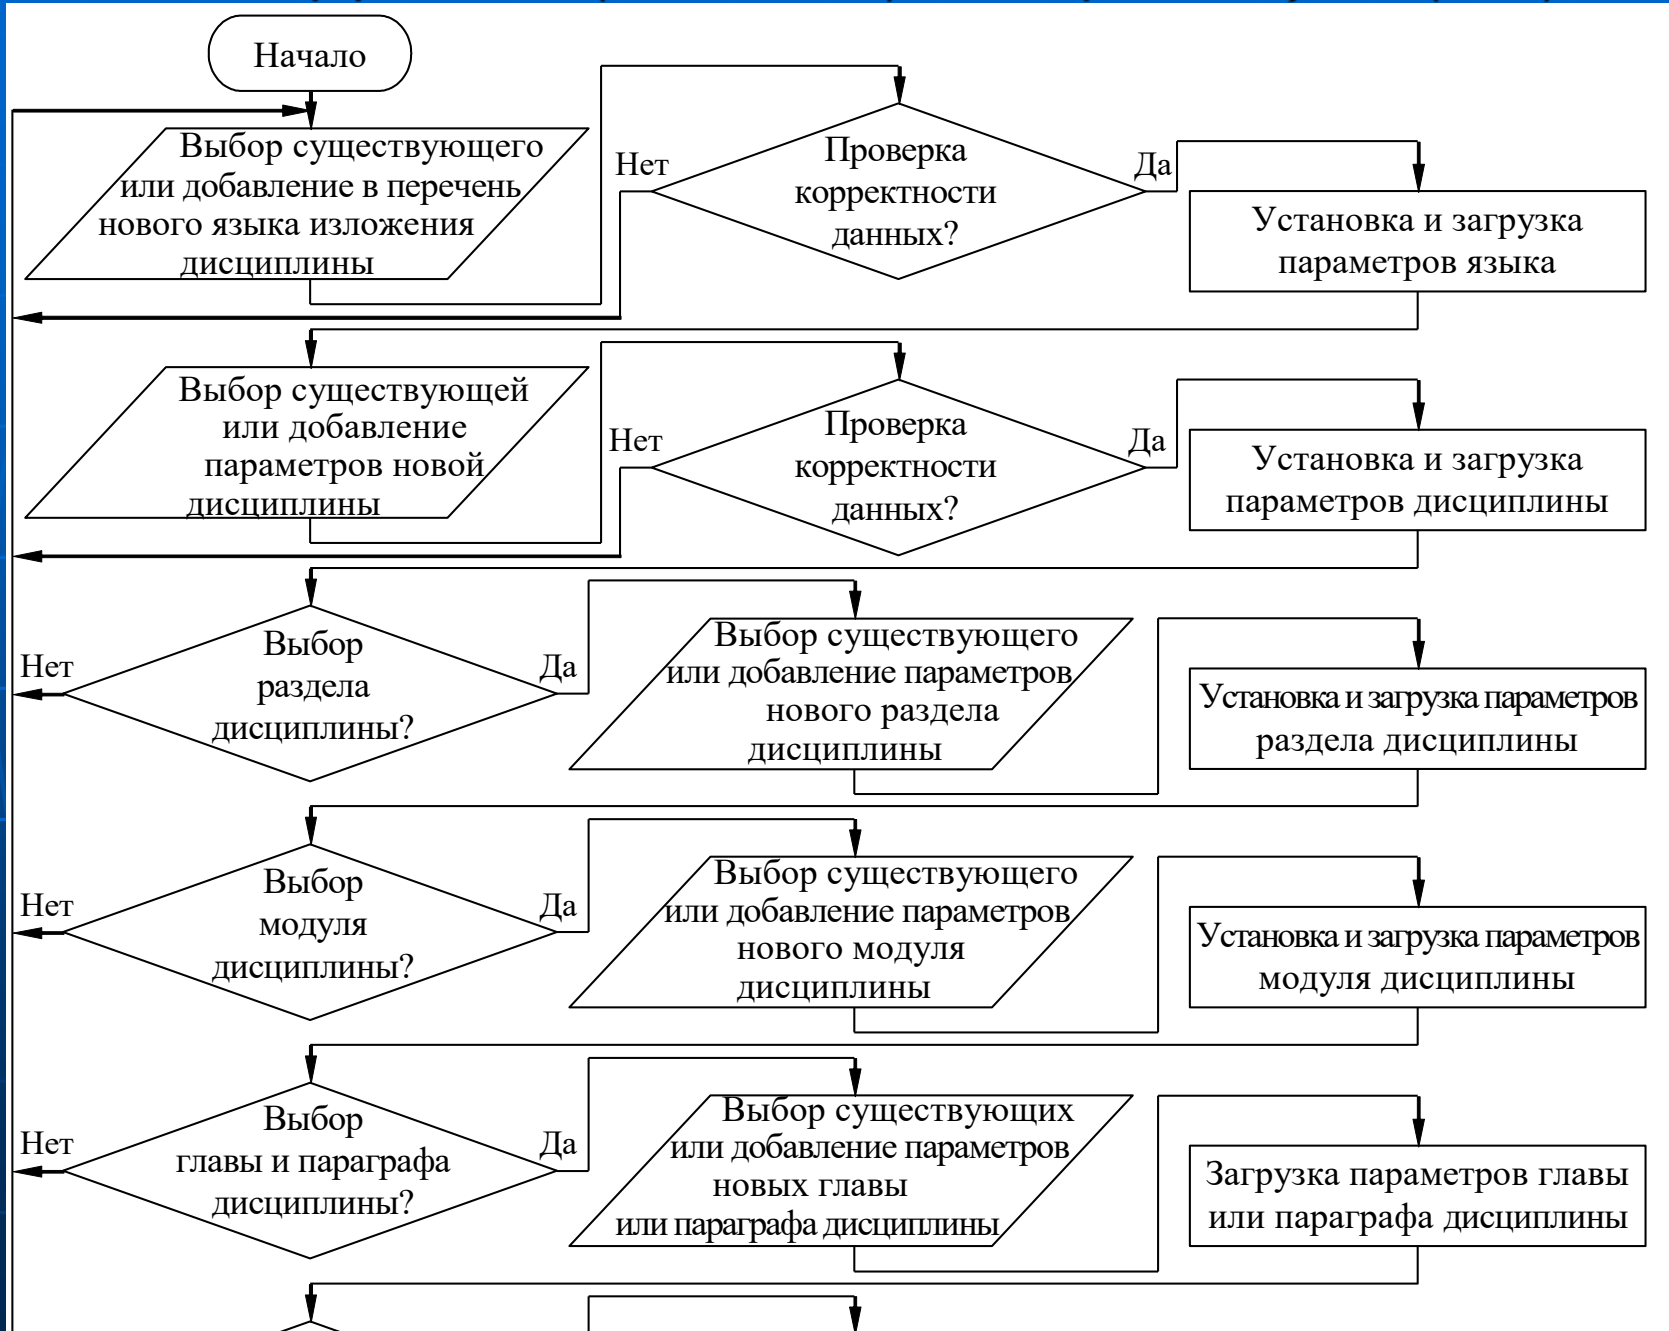 Начало
Выбор существующего
или добавление в перечень
нового языка изложения
дисциплины
Нет
Проверка
корректности
данных?
Да
Установка и загрузка
параметров языка
Выбор существующей
или добавление
параметров новой
дисциплины
Нет
Проверка
корректности
данных?
Да
Установка и загрузка
параметров дисциплины
Нет
Выбор
раздела
дисциплины?
Да
Выбор существующего
или добавление параметров
нового раздела
дисциплины
Установка и загрузка параметров
раздела дисциплины
Нет
Выбор
модуля
дисциплины?
Да
Выбор существующего
или добавление параметров
нового модуля
дисциплины
Установка и загрузка параметров
модуля дисциплины
Нет
Выбор
главы и параграфа
дисциплины?
Да
Выбор существующих
или добавление параметров
новых главы
или параграфа дисциплины
Загрузка параметров главы
или параграфа дисциплины